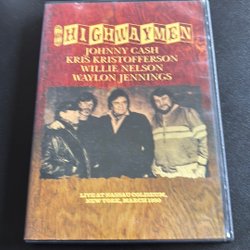 THE
HIGHWAYMEN
JOHNNY CASH
KRIS KRISTOFFERSON
WILLIE NELSON
WAYLON JENNINGS
LIVE AT NASSAU COLISEUM,
NEW YORK, MARCH 1990